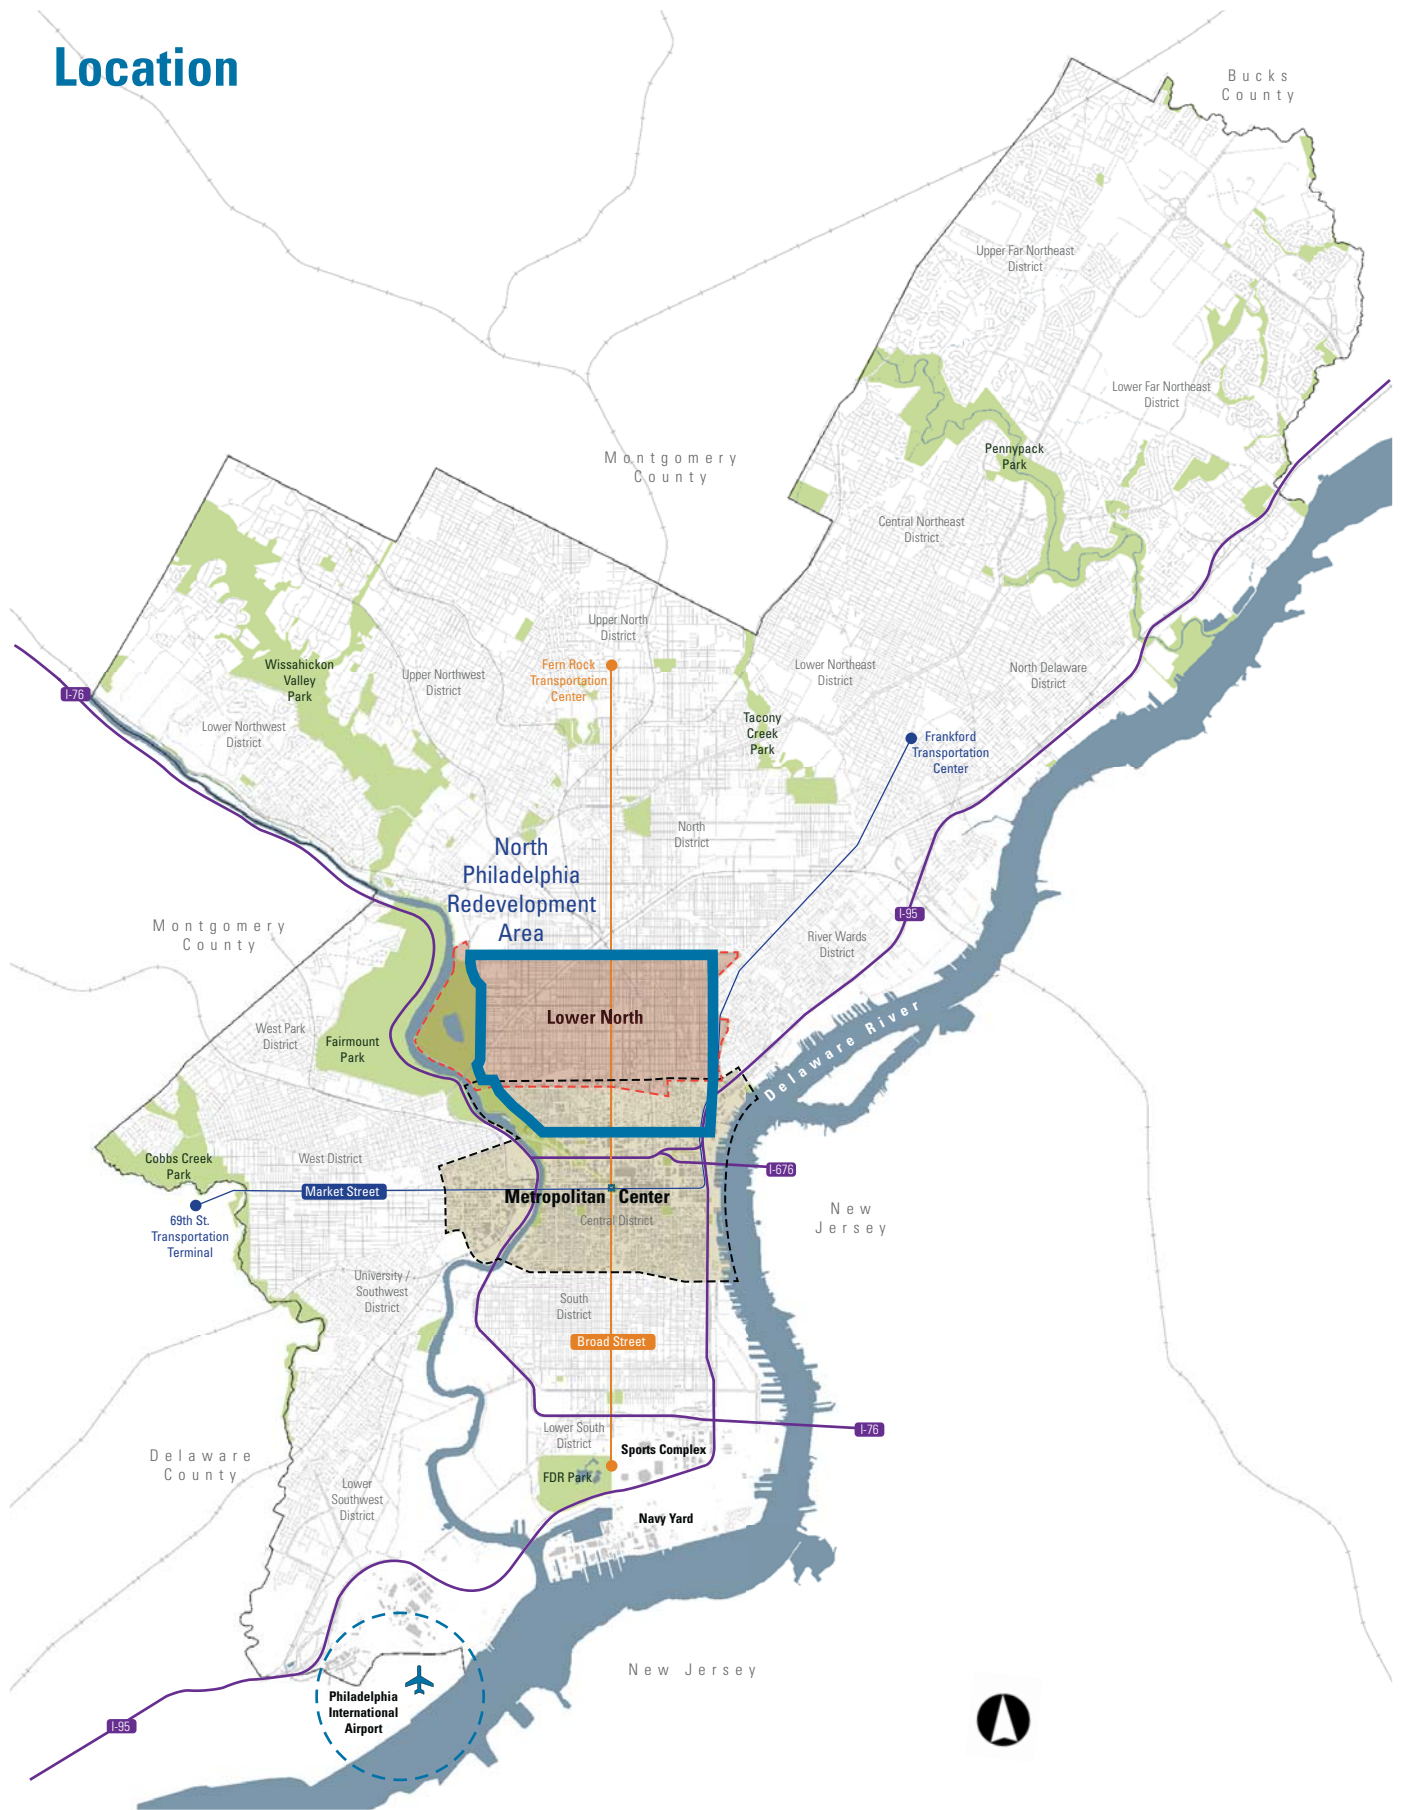 Location
Bucks
County
Upper Far Northeast
District
Lower Far Northeast
District
Montgomery
County
Pennypack
Park
Central Northeast
District
Upper North
District
Fern Rock
Transportation
Center
Wissahickon
Valley
Park
Upper Northwest
District
Lower Northeast
District
North Delaware
District
I-76
Lower Northwest
District
Tacony
Creek
Park
Frankford
Transportation
Center
North
District
North
Philadelphia
Redevelopment
Area
I-95
Montgomery
County
River Wards
District
Lower North
West Park
District
Fairmount
Park
Delaware River
Cobbs Creek
Park
West District
I-676
Market Street
Metropolitan Center
Central District
69th St.
Transportation
Terminal
New
Jersey
University /
Southwest
District
South
District
Broad Street
I-76
Lower South
District
Sports Complex
Delaware
County
FDR Park
Lower
Southwest
District
Navy Yard
New Jersey
Philadelphia
International
Airport
I-95